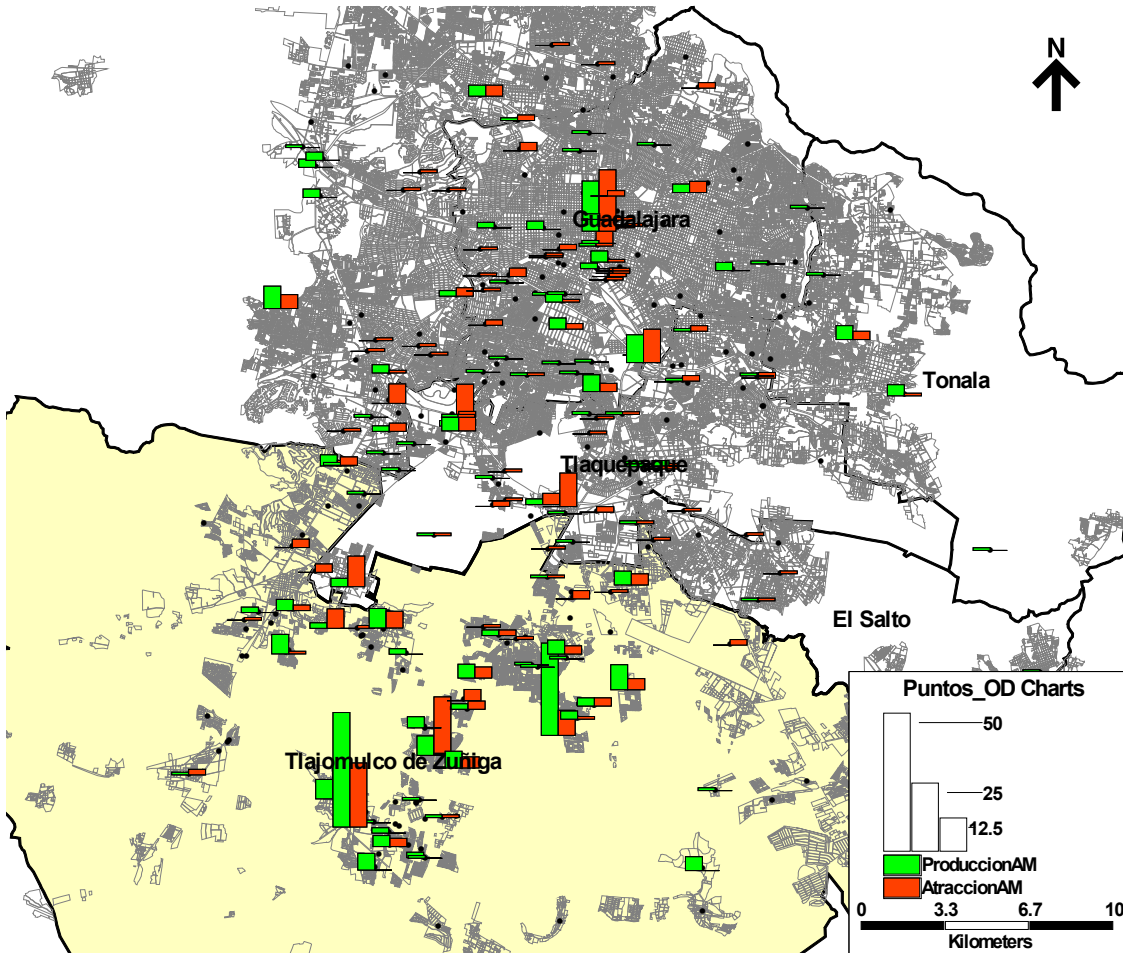 N
Guadalajara
Tonala
Tlaquepaque
El Salto
Tlajomulco de Zuñiga
Puntos_OD Charts
50
25
12.5
ProduccionAM
AtraccionAM
0 3.3 6.7 10
Kilometers